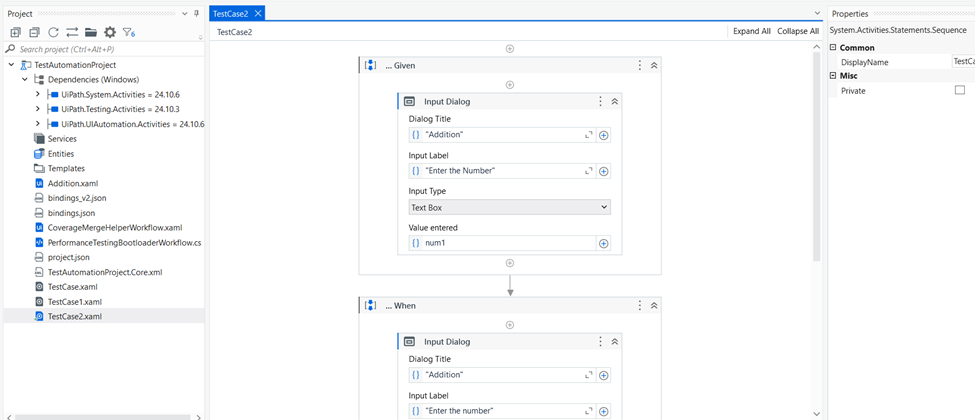 Project
Search project (Ctrl+Alt+P)
TestAutomationProject
Dependencies (Windows)
UiPath.System.Activities = 24.10.6
UiPath.Testing.Activities = 24.10.3
UiPath.UIAutomation.Activities = 24.10.6
Services
Entities
Templates
Addition.xaml
bindings_v2.json
bindings.json
CoverageMergeHelperWorkflow.xaml
PerformanceTestingBootloaderWorkflow.cs
project.json
TestAutomationProject.Core.xml
TestCase.xaml
TestCase1.xaml
TestCase2.xaml
TestCase2
TestCase2
Expand All Collapse All
... Given
Input Dialog
Dialog Title
"Addition"
Input Label
"Enter the Number"
Input Type
Text Box
Value entered
num1
... When
Input Dialog
Dialog Title
"Addition"
Input Label
"Enter the number"
Properties
System.Activities.Statements.Sequence
Common
DisplayName TestCa
Misc
Private